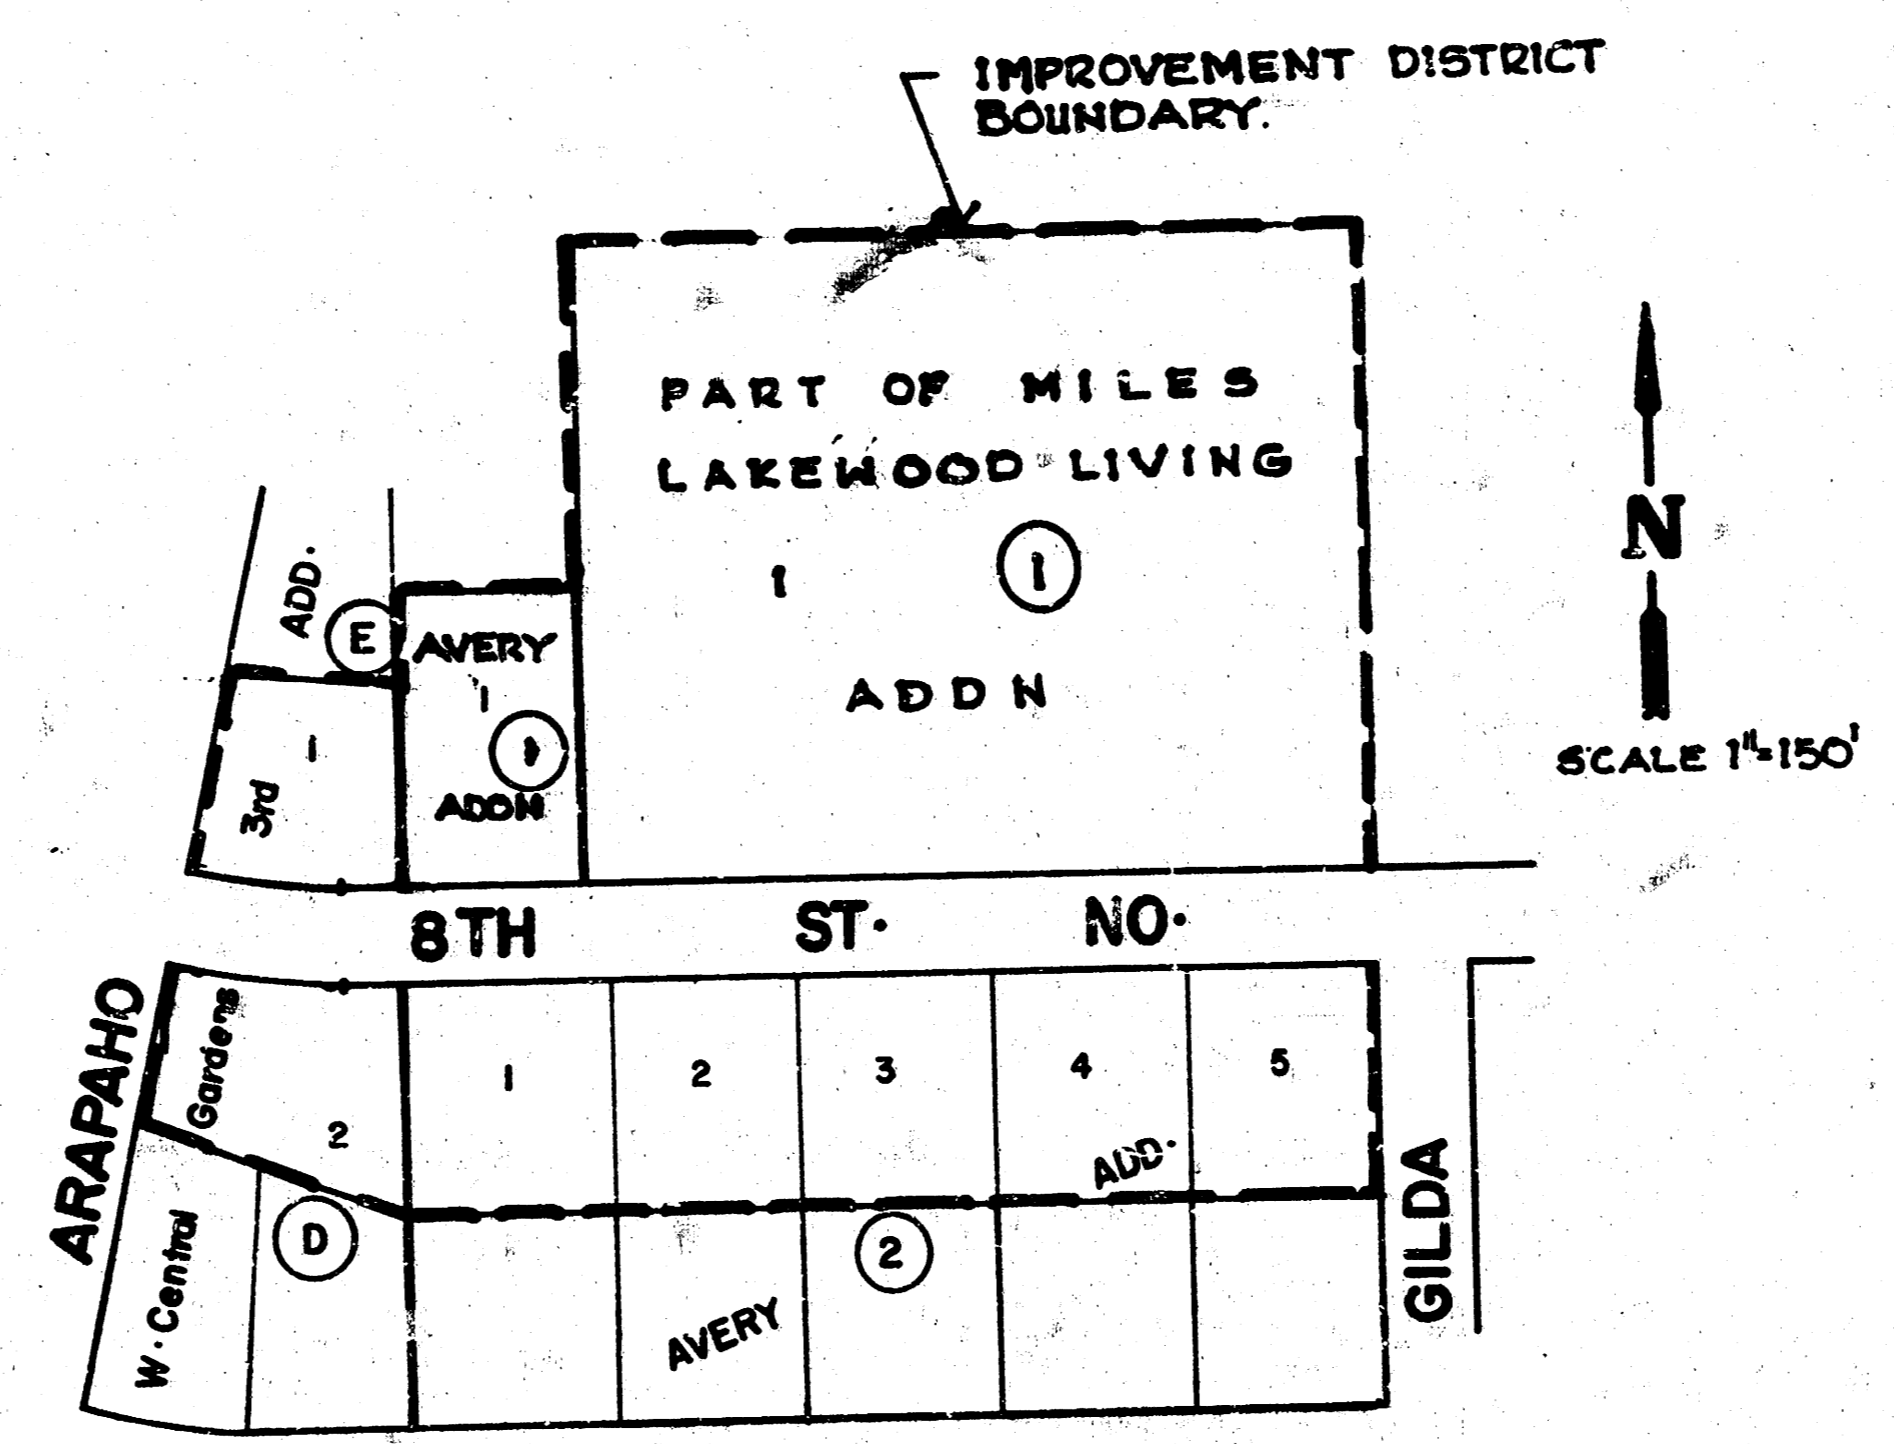 IMPROVEMENT DISTRICT
BOUNDARY.
PART OF MILES
LAKEWOOD LIVING
1 1
ADDN
N
SCALE 1"=150'
ADD.
E
AVERY
1
1
ADDN
1
3rd
8TH ST. NO.
ARAPAHO
Gardens
2
1 2 3 4 5
ADD.
GILDA
W. Central
D
2
AVERY